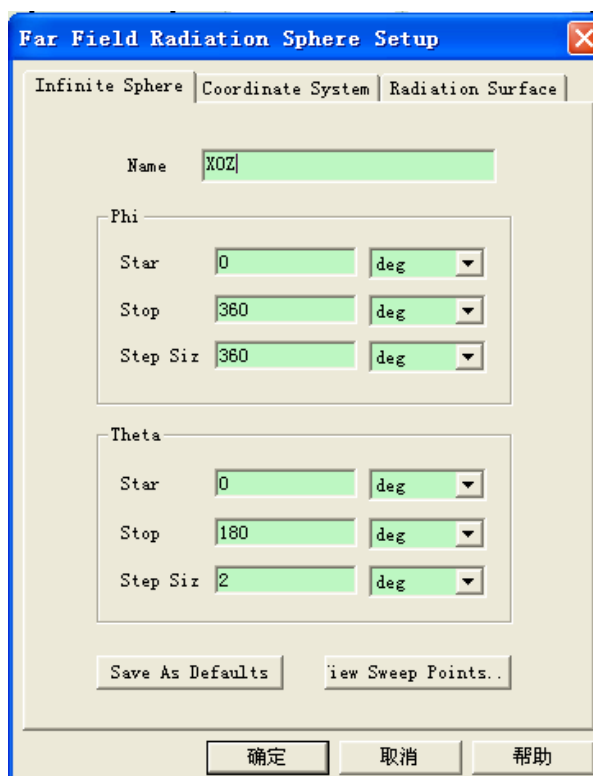 Far Field Radiation Sphere Setup
Infinite Sphere Coordinate System Radiation Surface
Name XOZ
Phi
Star 0 deg
Stop 360 deg
Step Siz 360 deg
Theta
Star 0 deg
Stop 180 deg
Step Siz 2 deg
Save As Defaults iew Sweep Points..
确定 取消 帮助